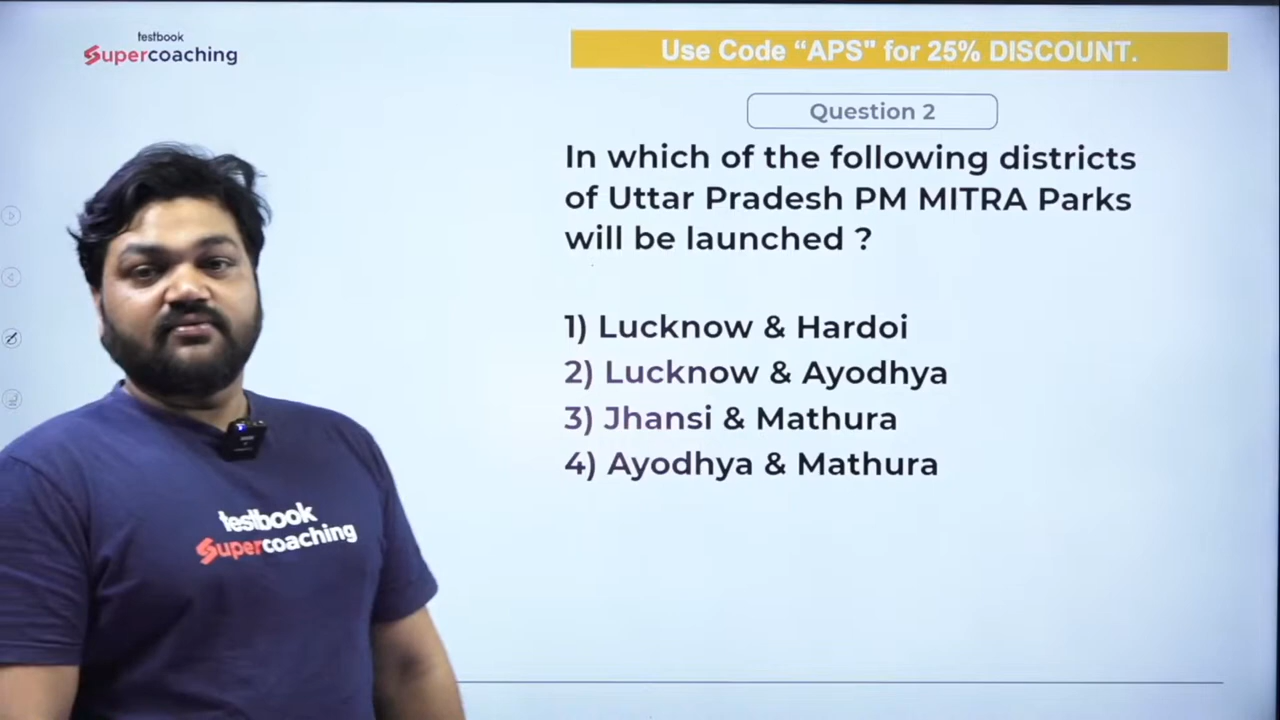 testbook
Supercoaching
Use Code “APS" for 25% DISCOUNT.
Question 2
In which of the following districts
of Uttar Pradesh PM MITRA Parks
will be launched ?
1) Lucknow & Hardoi
2) Lucknow & Ayodhya
3) Jhansi & Mathura
4) Ayodhya & Mathura
testbook
Supercoaching